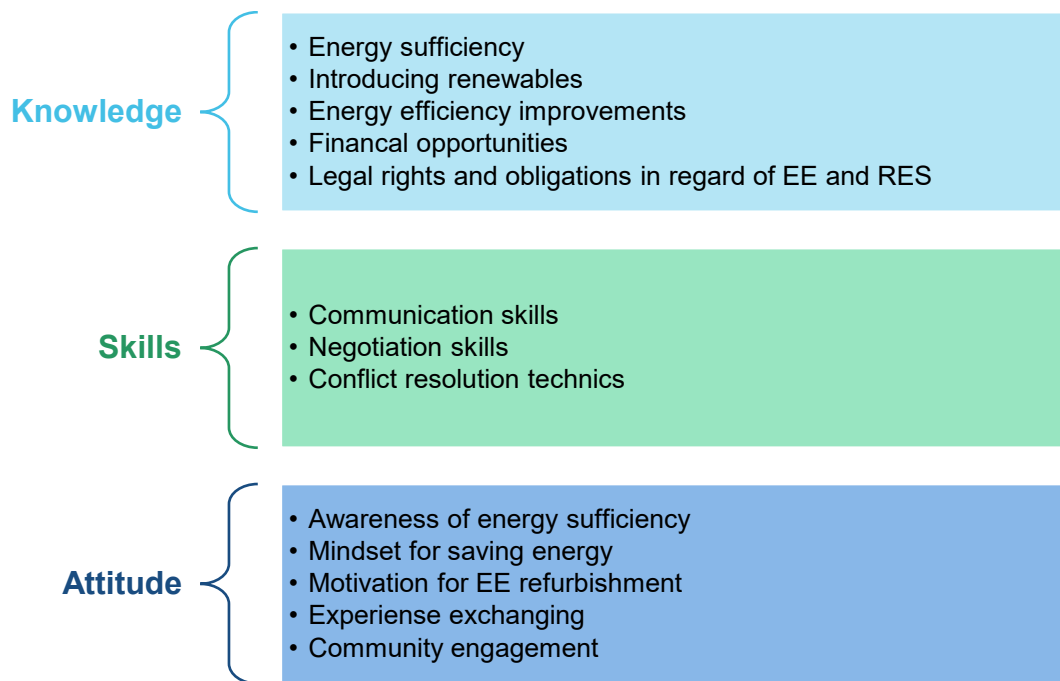 Knowledge
• Energy sufficiency
• Introducing renewables
• Energy efficiency improvements
• Financal opportunities
• Legal rights and obligations in regard of EE and RES
Skills
• Communication skills
• Negotiation skills
• Conflict resolution technics
Attitude
• Awareness of energy sufficiency
• Mindset for saving energy
• Motivation for EE refurbishment
• Experiense exchanging
• Community engagement